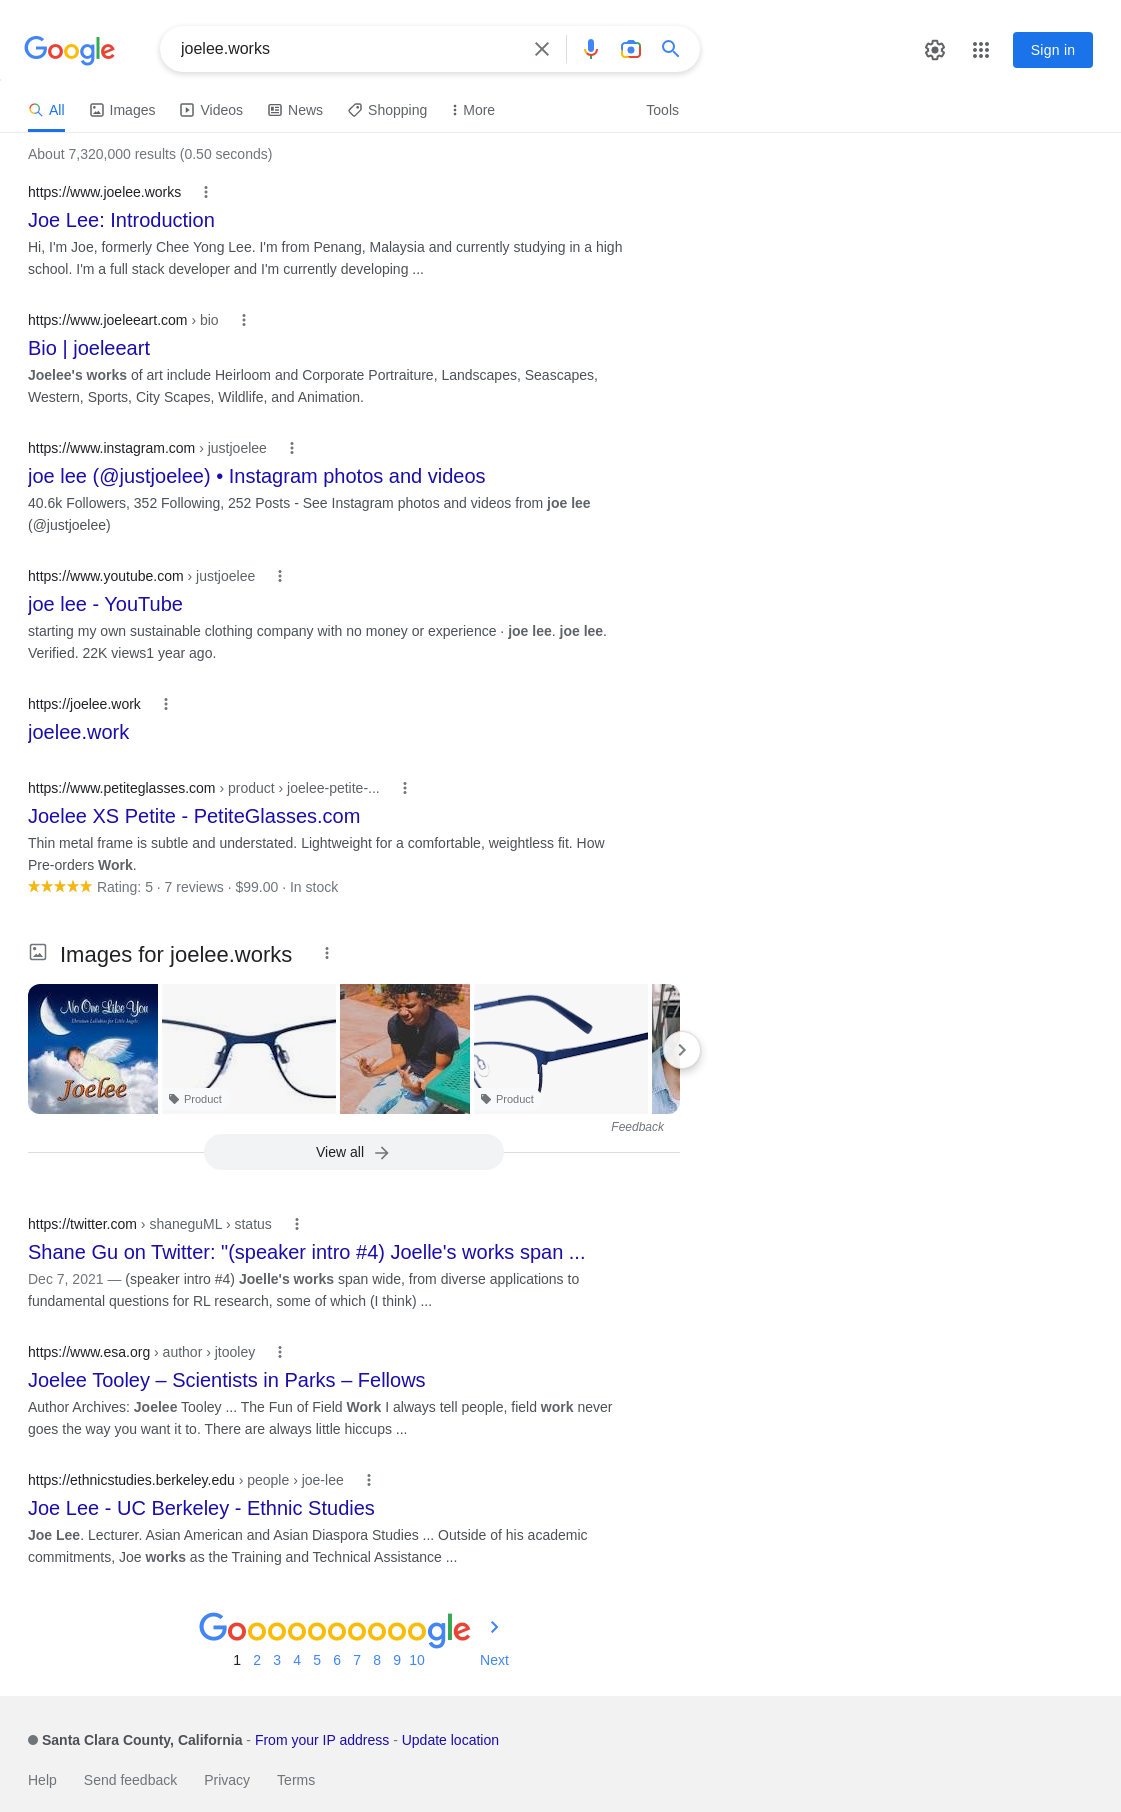 Google
joelee.works
Sign in
All
Images
Videos
News
Shopping
More
Tools
About 7,320,000 results (0.50 seconds)
https://www.joelee.works
Joe Lee: Introduction
Hi, I'm Joe, formerly Chee Yong Lee. I'm from Penang, Malaysia and currently studying in a high
school. I'm a full stack developer and I'm currently developing ...
https://www.joeleeart.com › bio
Bio | joeleeart
Joelee's works of art include Heirloom and Corporate Portraiture, Landscapes, Seascapes,
Western, Sports, City Scapes, Wildlife, and Animation.
https://www.instagram.com › justjoelee
joe lee (@justjoelee) • Instagram photos and videos
40.6k Followers, 352 Following, 252 Posts - See Instagram photos and videos from joe lee
(@justjoelee)
https://www.youtube.com › justjoelee
joe lee - YouTube
starting my own sustainable clothing company with no money or experience · joe lee. joe lee.
Verified. 22K views1 year ago.
https://joelee.work
joelee.work
https://www.petiteglasses.com › product › joelee-petite-...
Joelee XS Petite - PetiteGlasses.com
Thin metal frame is subtle and understated. Lightweight for a comfortable, weightless fit. How
Pre-orders Work.
Rating: 5 · 7 reviews · $99.00 · In stock
Images for joelee.works
No One Like You
Christian Lullabies for Little Angels
Joelee
Product
Product
Feedback
View all
https://twitter.com › shaneguML › status
Shane Gu on Twitter: "(speaker intro #4) Joelle's works span ...
Dec 7, 2021 — (speaker intro #4) Joelle's works span wide, from diverse applications to
fundamental questions for RL research, some of which (I think) ...
https://www.esa.org › author › jtooley
Joelee Tooley – Scientists in Parks – Fellows
Author Archives: Joelee Tooley ... The Fun of Field Work I always tell people, field work never
goes the way you want it to. There are always little hiccups ...
https://ethnicstudies.berkeley.edu › people › joe-lee
Joe Lee - UC Berkeley - Ethnic Studies
Joe Lee. Lecturer. Asian American and Asian Diaspora Studies ... Outside of his academic
commitments, Joe works as the Training and Technical Assistance ...
Goooooooooogle
1 2 3 4 5 6 7 8 9 10 Next
Santa Clara County, California - From your IP address - Update location
Help Send feedback Privacy Terms